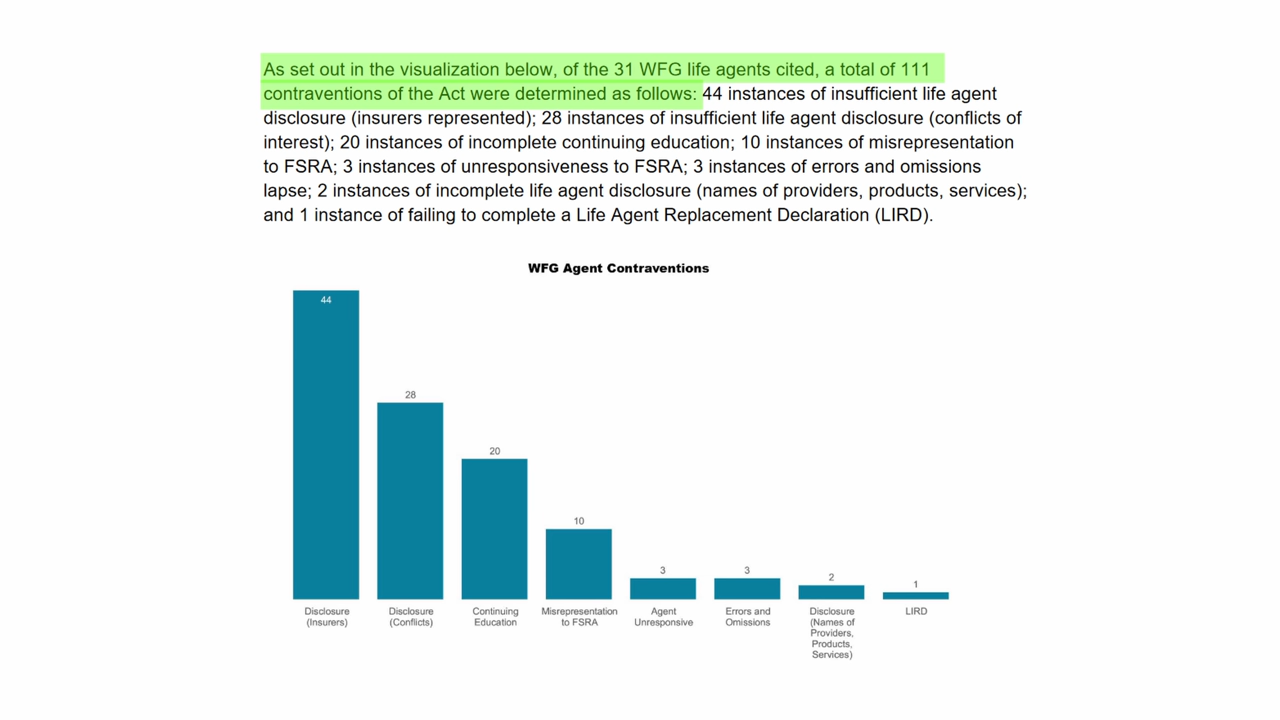 As set out in the visualization below, of the 31 WFG life agents cited, a total of 111
contraventions of the Act were determined as follows: 44 instances of insufficient life agent
disclosure (insurers represented); 28 instances of insufficient life agent disclosure (conflicts of
interest); 20 instances of incomplete continuing education; 10 instances of misrepresentation
to FSRA; 3 instances of unresponsiveness to FSRA; 3 instances of errors and omissions
lapse; 2 instances of incomplete life agent disclosure (names of providers, products, services);
and 1 instance of failing to complete a Life Agent Replacement Declaration (LIRD).
WFG Agent Contraventions
44
28
20
10
3
3
2
1
Disclosure
(Insurers)
Disclosure
(Conflicts)
Continuing
Education
Misrepresentation
to FSRA
Agent
Unresponsive
Errors and
Omissions
Disclosure
(Names of
Providers,
Products,
Services)
LIRD